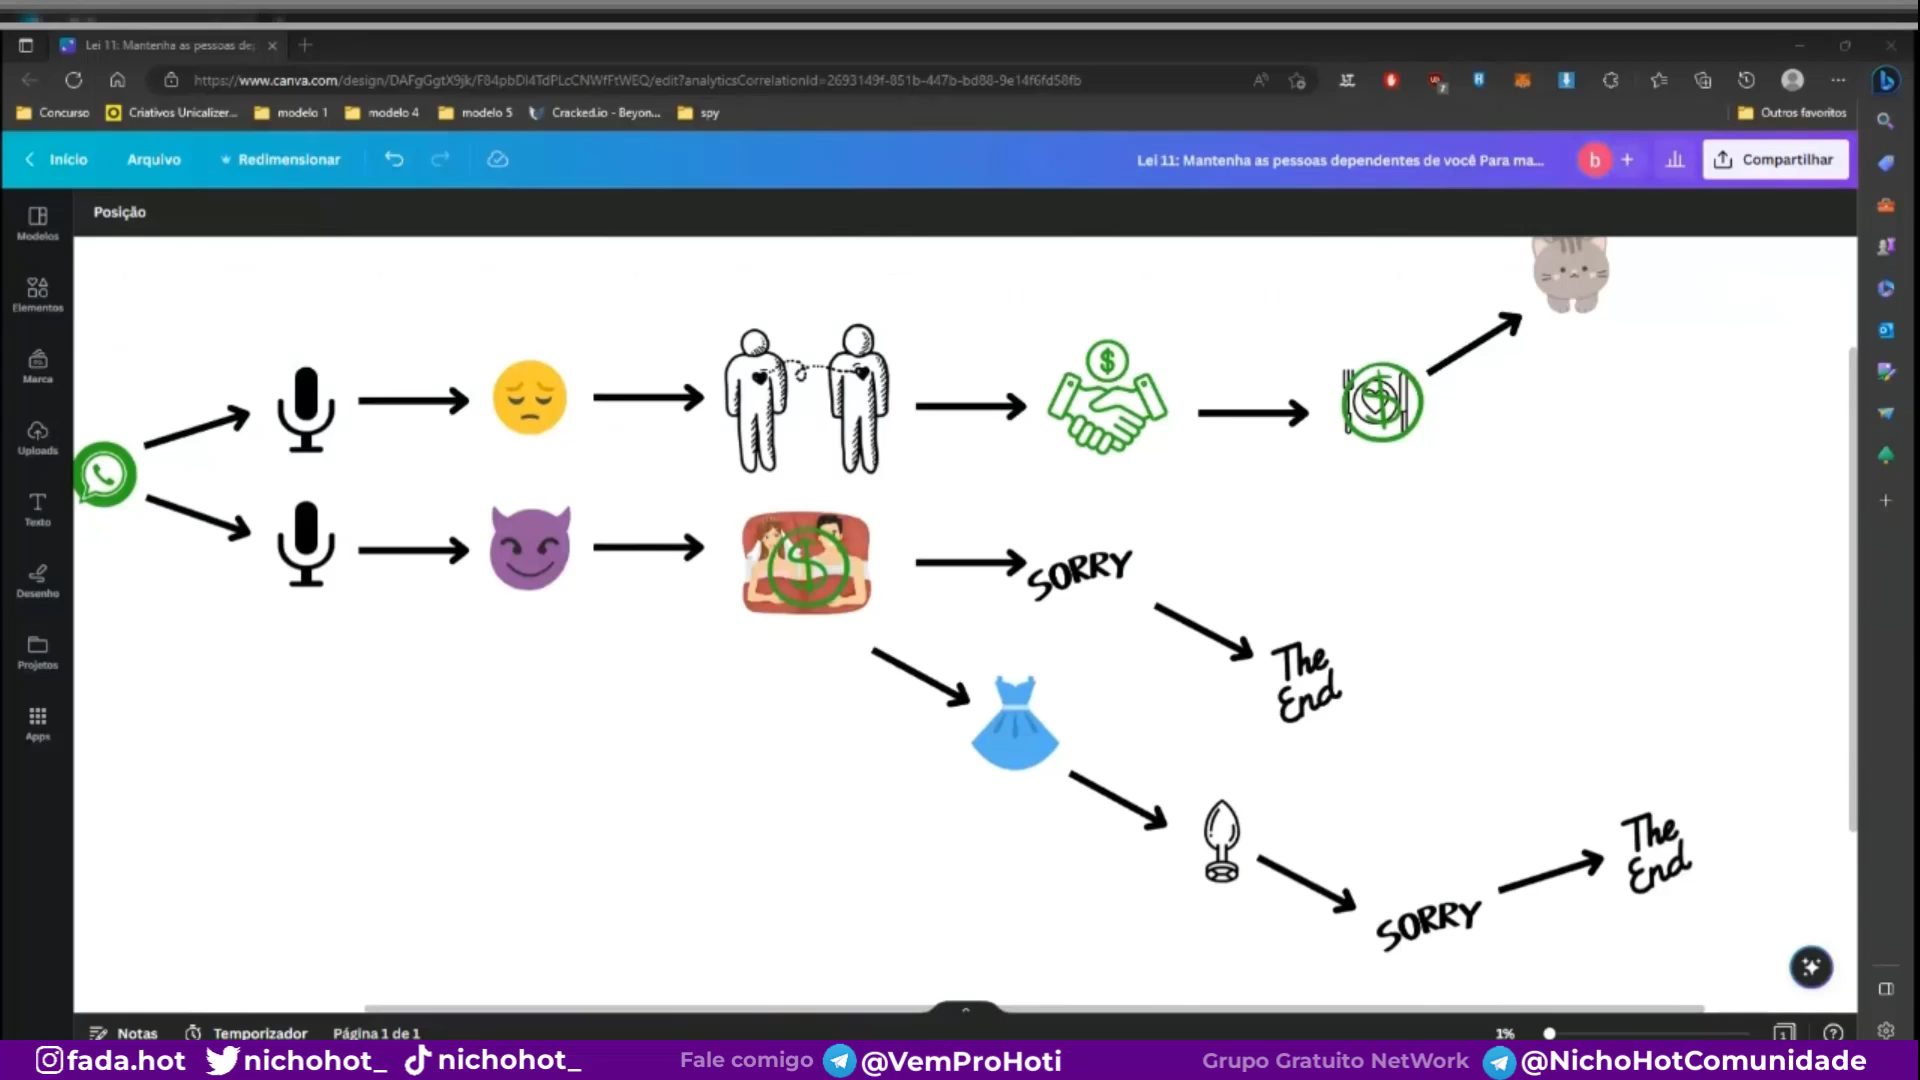 Lei 11: Mantenha as pessoas de
https://www.canva.com/design/DAFgGgtX9jk/F84pbDI4TdPLcCNWfFtWEQ/edit?analyticsCorrelationId=2693149f-851b-447b-bd88-9e14f6fd58fb
Concurso
Criativos Unicalizer...
modelo 1
modelo 4
modelo 5
Cracked.io - Beyon...
spy
Outros favoritos
Início
Arquivo
Redimensionar
Lei 11: Mantenha as pessoas dependentes de você Para ma...
b
+
Compartilhar
Posição
Modelos
Elementos
Marca
Uploads
Texto
Desenho
Projetos
Apps
$
$
$
SORRY
The
End
The
End
SORRY
Notas
Temporizador
Página 1 de 1
1%
1
?
fada.hot
nichohot_
nichohot_
Fale comigo
@VemProHoti
Grupo Gratuito NetWork
@NichoHotComunidade